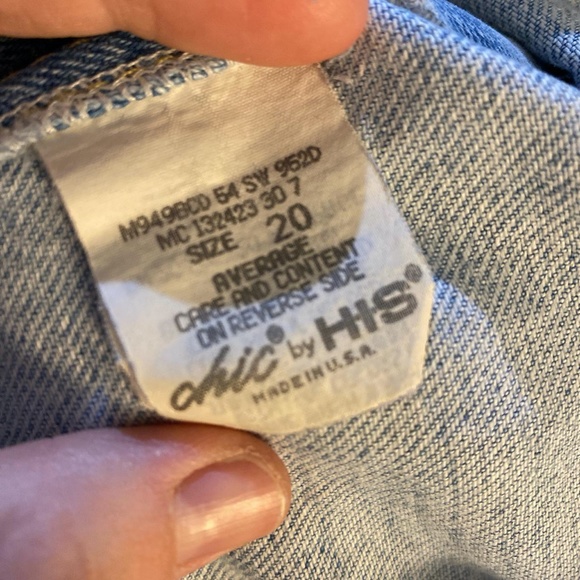 M949BCD 54 SW 952D
MC 132423 30 7
SIZE 20
AVERAGE
CARE AND CONTENT
ON REVERSE SIDE
chic® by H-I-S®
MADE IN U.S.A.